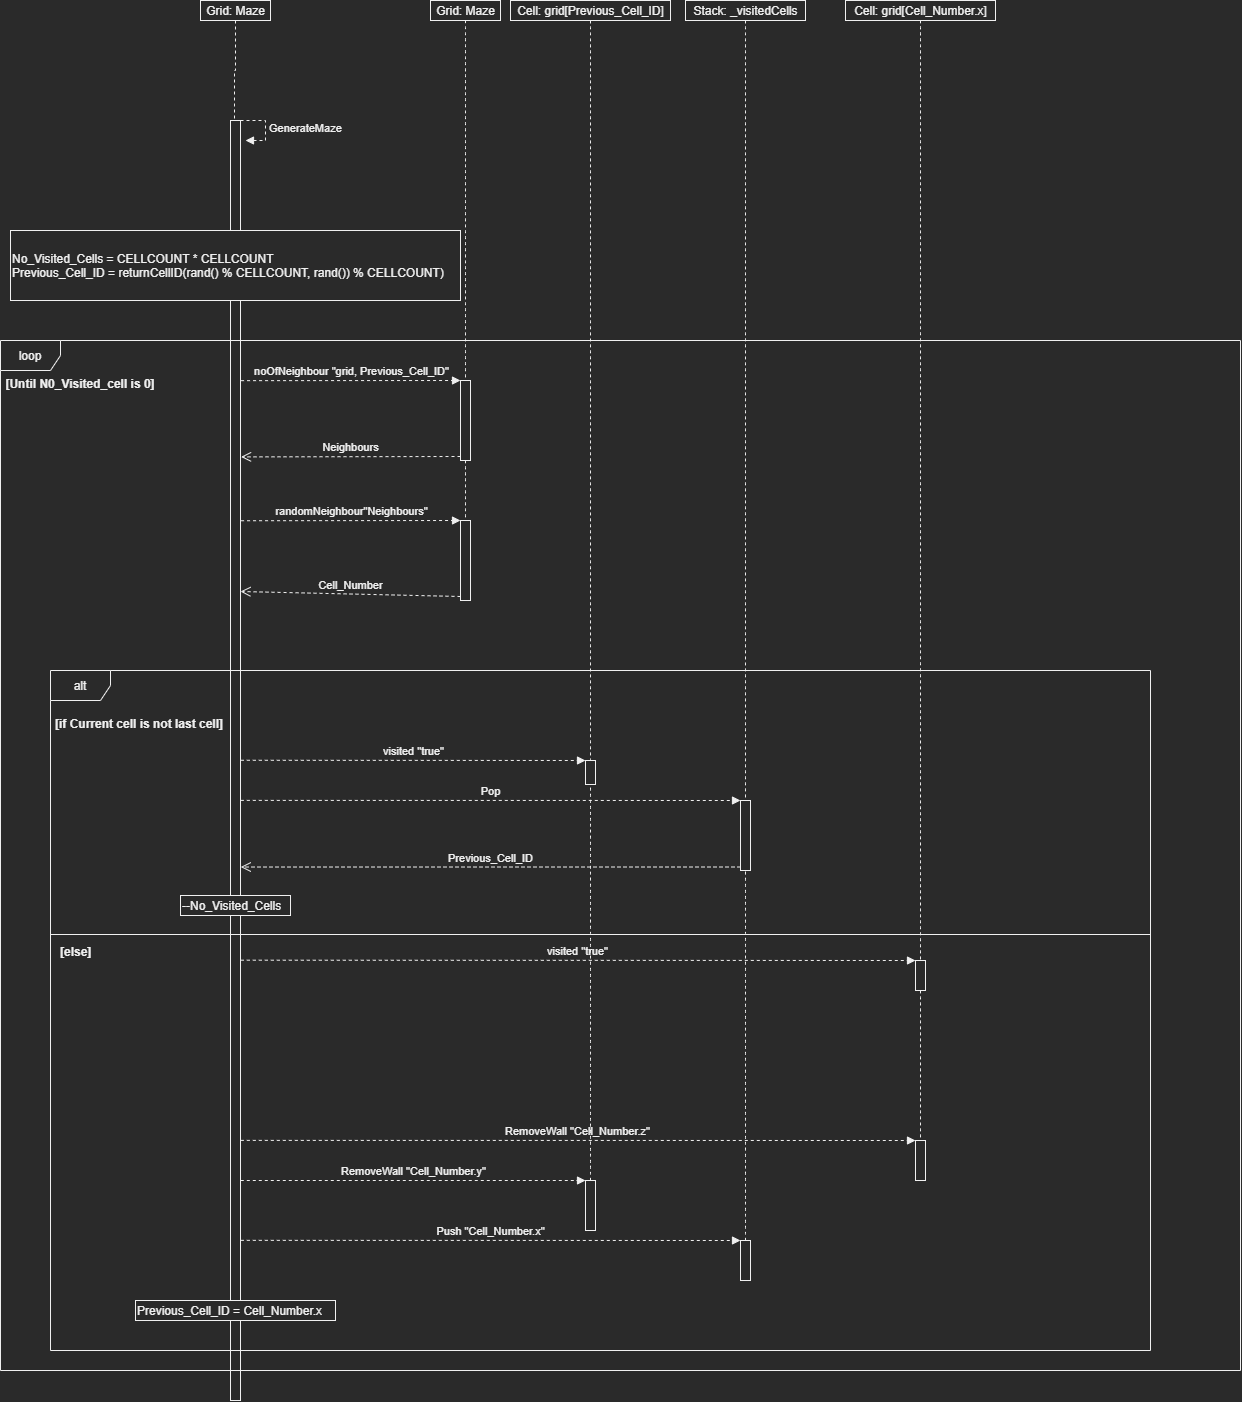 Grid: Maze
Grid: Maze
Cell: grid[Previous_Cell_ID]
Stack: _visitedCells
Cell: grid[Cell_Number.x]
GenerateMaze
No_Visited_Cells = CELLCOUNT * CELLCOUNT
Previous_Cell_ID = returnCellID(rand() % CELLCOUNT, rand()) % CELLCOUNT)
loop
[Until N0_Visited_cell is 0]
noOfNeighbour "grid, Previous_Cell_ID"
Neighbours
randomNeighbour"Neighbours"
Cell_Number
alt
[if Current cell is not last cell]
visited "true"
Pop
Previous_Cell_ID
--No_Visited_Cells
[else]
visited "true"
RemoveWall "Cell_Number.z"
RemoveWall "Cell_Number.y"
Push "Cell_Number.x"
Previous_Cell_ID = Cell_Number.x